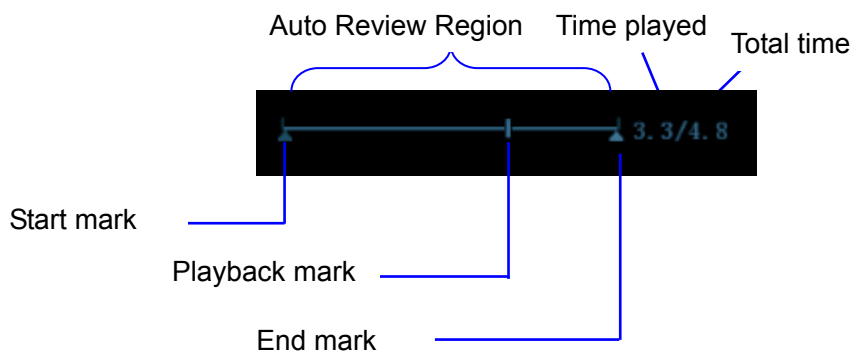 Auto Review Region
Time played
Total time
3.3/4.8
Start mark
Playback mark
End mark